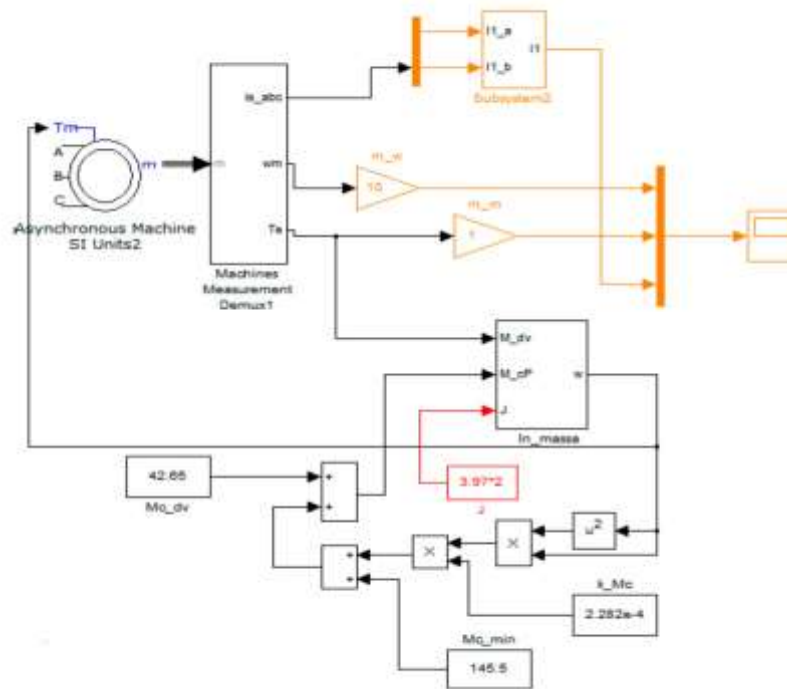 I1_a
I1_b
I1
Subsystem2
is_abc
Tm
A
B
C
m
m
wm
m_w
10
Te
m_m
1
Asynchronous Machine
SI Units2
Machines
Measurement
Demux1
M_dv
M_cP
J
w
In_massa
42.65
Mc_dv
3.97*2
J
+
+
+
+
×
×
u²
k_Mc
2.282e-4
Mc_min
145.5